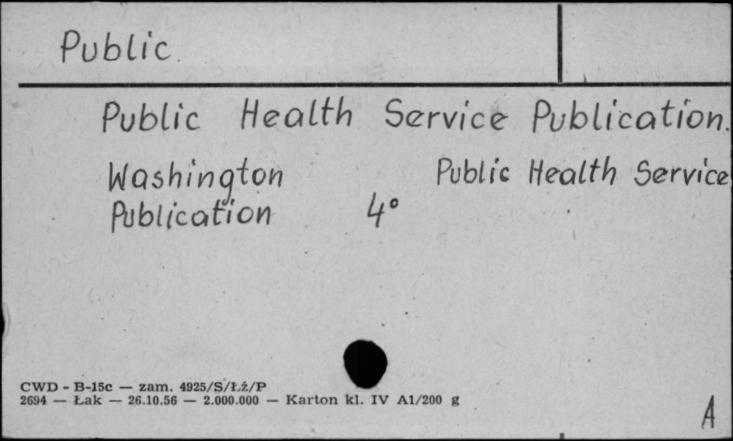 Public.
Public Health Service Publication.
Washington Public Health Service
Publication 4°
CWD - B-15c — zam. 4925/S/Łż/P
2694 — Łak — 26.10.56 — 2.000.000 — Karton kl. IV A1/200 g
A